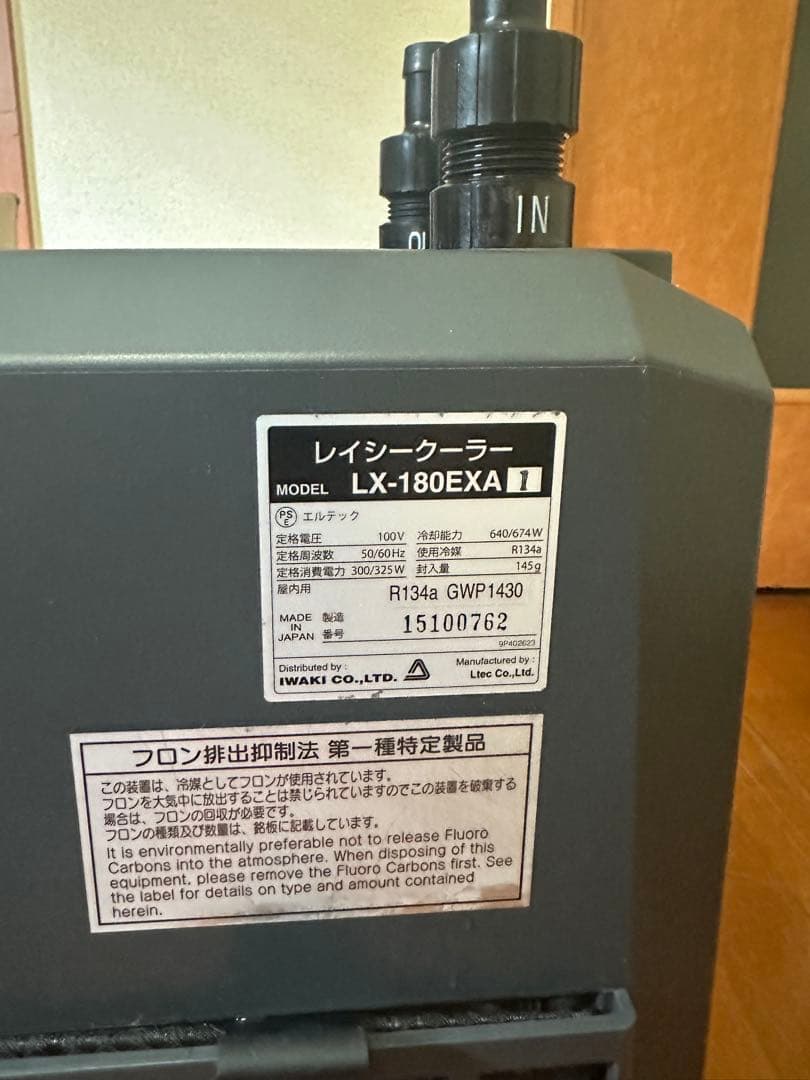 IN
レイシークーラー
MODEL LX-180EXA 1
PS E エルテック
定格電圧 100V 冷却能力 640/674W
定格周波数 50/60Hz 使用冷媒 R134a
定格消費電力 300/325W 封入量 145g
屋内用 R134a GWP1430
MADE IN JAPAN 製造番号 15100762
9P402623
Distributed by : Manufactured by :
IWAKI CO.,LTD. Ltec Co.,Ltd.
フロン排出抑制法 第一種特定製品
この装置は、冷媒としてフロンが使用されています。
フロンを大気中に放出することは禁じられていますのでこの装置を破棄する
場合は、フロンの回収が必要です。
フロンの種類及び数量は、銘板に記載しています。
It is environmentally preferable not to release Fluoro
Carbons into the atmosphere. When disposing of this
equipment, please remove the Fluoro Carbons first. See
the label for details on type and amount contained
herein.